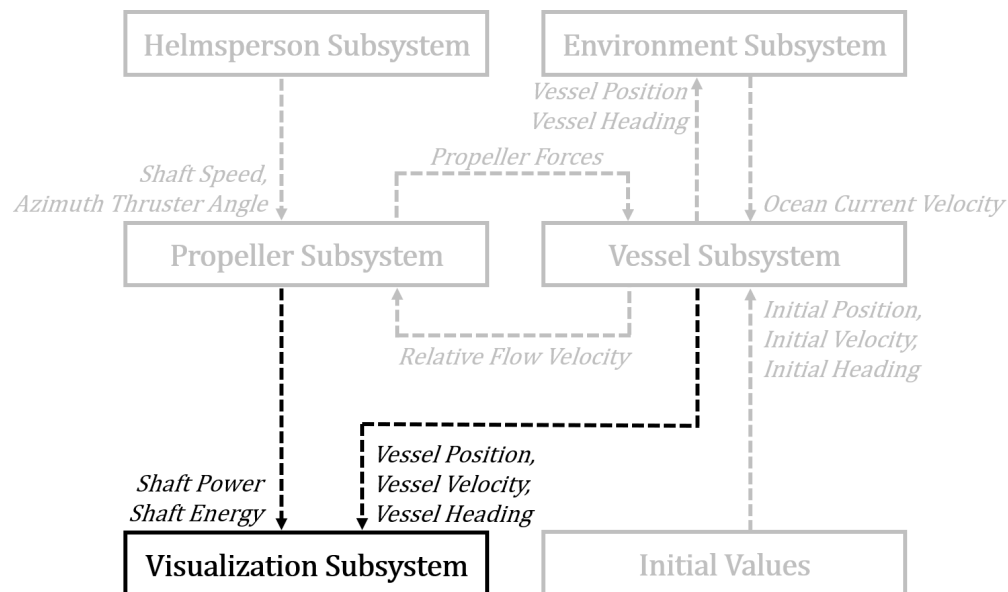 Helmsperson Subsystem
Environment Subsystem
Vessel Position
Vessel Heading
Propeller Forces
Shaft Speed,
Azimuth Thruster Angle
Ocean Current Velocity
Propeller Subsystem
Vessel Subsystem
Relative Flow Velocity
Initial Position,
Initial Velocity,
Initial Heading
Shaft Power
Shaft Energy
Vessel Position,
Vessel Velocity,
Vessel Heading
Visualization Subsystem
Initial Values